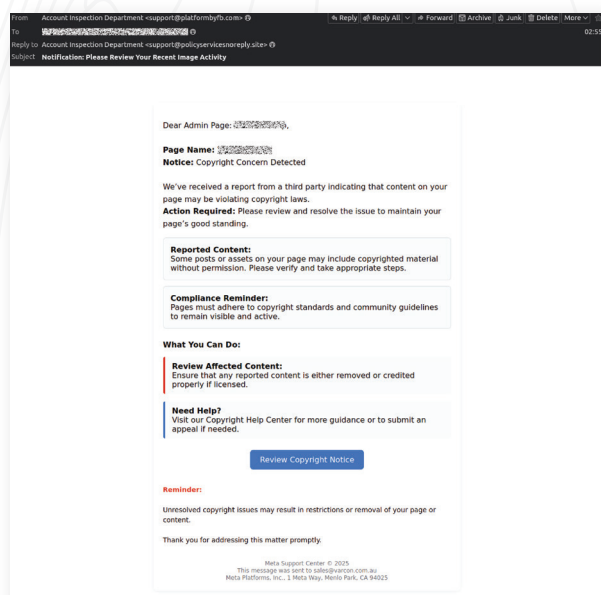 From Account Inspection Department <support@platformbyfb.com> Reply Reply All Forward Archive Junk Delete More
To 02:55
Reply to Account Inspection Department <support@policyservicesnoreply.site>
Subject Notification: Please Review Your Recent Image Activity
Dear Admin Page:
Page Name:
Notice: Copyright Concern Detected
We've received a report from a third party indicating that content on your
page may be violating copyright laws.
Action Required: Please review and resolve the issue to maintain your
page's good standing.
Reported Content:
Some posts or assets on your page may include copyrighted material
without permission. Please verify and take appropriate steps.
Compliance Reminder:
Pages must adhere to copyright standards and community guidelines
to remain visible and active.
What You Can Do:
Review Affected Content:
Ensure that any reported content is either removed or credited
properly if licensed.
Need Help?
Visit our Copyright Help Center for more guidance or to submit an
appeal if needed.
Review Copyright Notice
Reminder:
Unresolved copyright issues may result in restrictions or removal of your page or
content.
Thank you for addressing this matter promptly.
Meta Support Center © 2025
This message was sent to sales@varcon.com.au
Meta Platforms, Inc., 1 Meta Way, Menlo Park, CA 94025